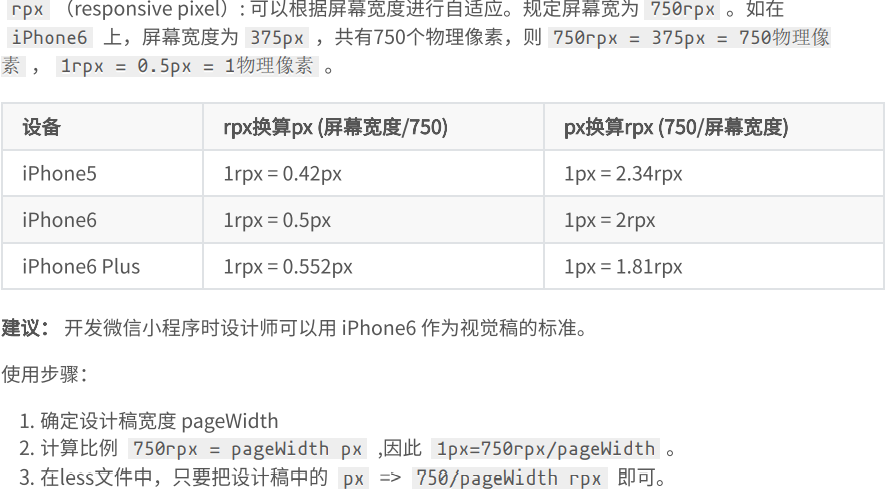 rpx （responsive pixel）: 可以根据屏幕宽度进行自适应。规定屏幕宽为 750rpx 。如在
iPhone6 上，屏幕宽度为 375px ，共有750个物理像素，则 750rpx = 375px = 750物理像
素 ， 1rpx = 0.5px = 1物理像素 。
设备 rpx换算px (屏幕宽度/750) px换算rpx (750/屏幕宽度)
iPhone5 1rpx = 0.42px 1px = 2.34rpx
iPhone6 1rpx = 0.5px 1px = 2rpx
iPhone6 Plus 1rpx = 0.552px 1px = 1.81rpx
建议： 开发微信小程序时设计师可以用 iPhone6 作为视觉稿的标准。
使用步骤：
1. 确定设计稿宽度 pageWidth
2. 计算比例 750rpx = pageWidth px ,因此 1px=750rpx/pageWidth 。
3. 在less文件中，只要把设计稿中的 px => 750/pageWidth rpx 即可。